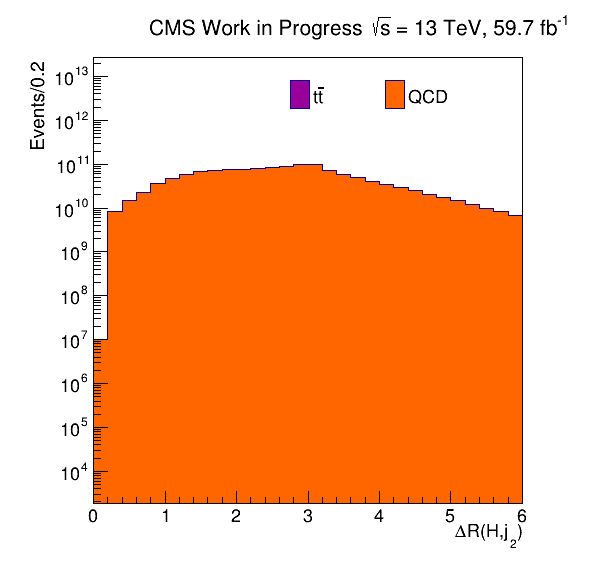 CMS Work in Progress √s = 13 TeV, 59.7 fb⁻¹
Events/0.2
tt̄
QCD
10¹³
10¹²
10¹¹
10¹⁰
10⁹
10⁸
10⁷
10⁶
10⁵
10⁴
0 1 2 3 4 5 6
ΔR(H,j₂)